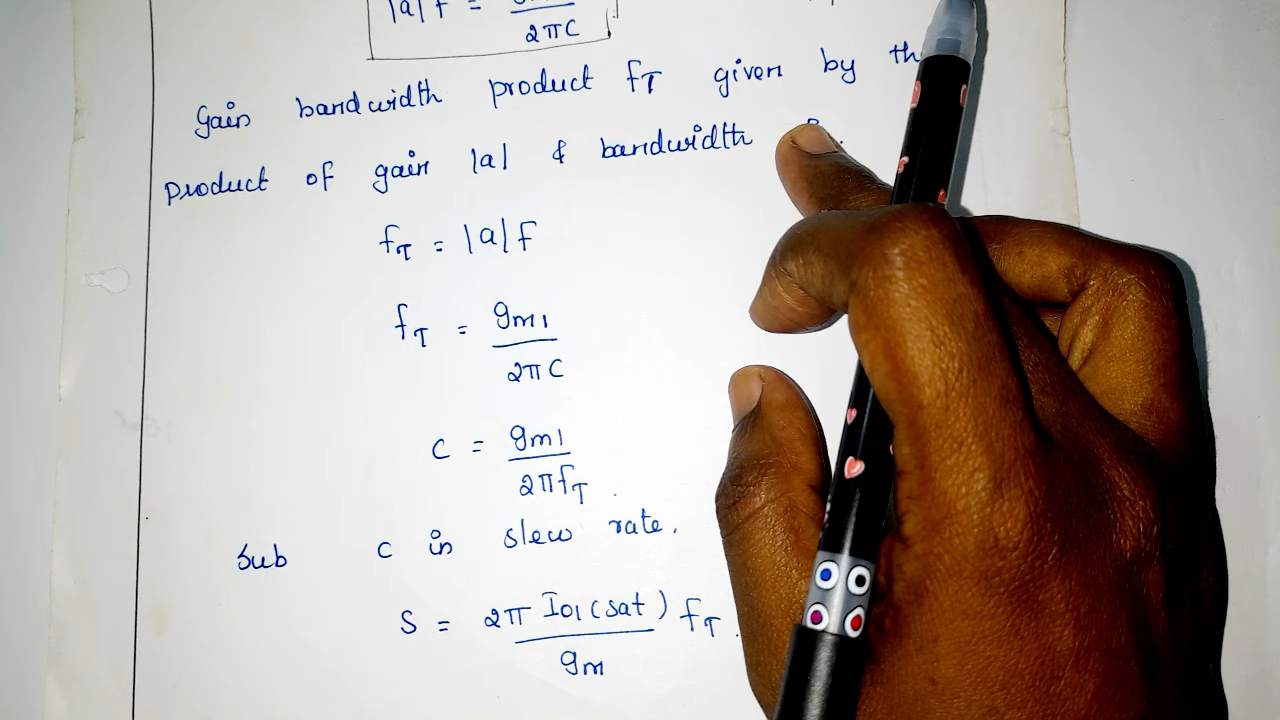 |a| f =
2πC
Gain bandwidth product fT given by
product of gain |a| & bandwidth
fT = |a| f
fT = gm1
2πC
C = gm1
2πfT
Sub C in slew rate.
S = 2π I01(sat) fT
gm